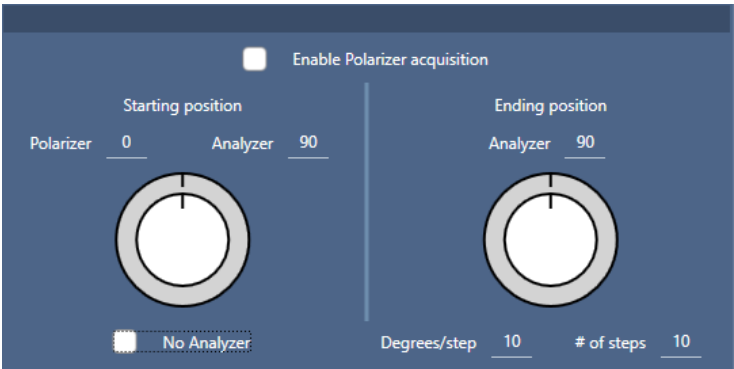 Enable Polarizer acquisition
Starting position
Polarizer 0 Analyzer 90
No Analyzer
Ending position
Analyzer 90
Degrees/step 10 # of steps 10